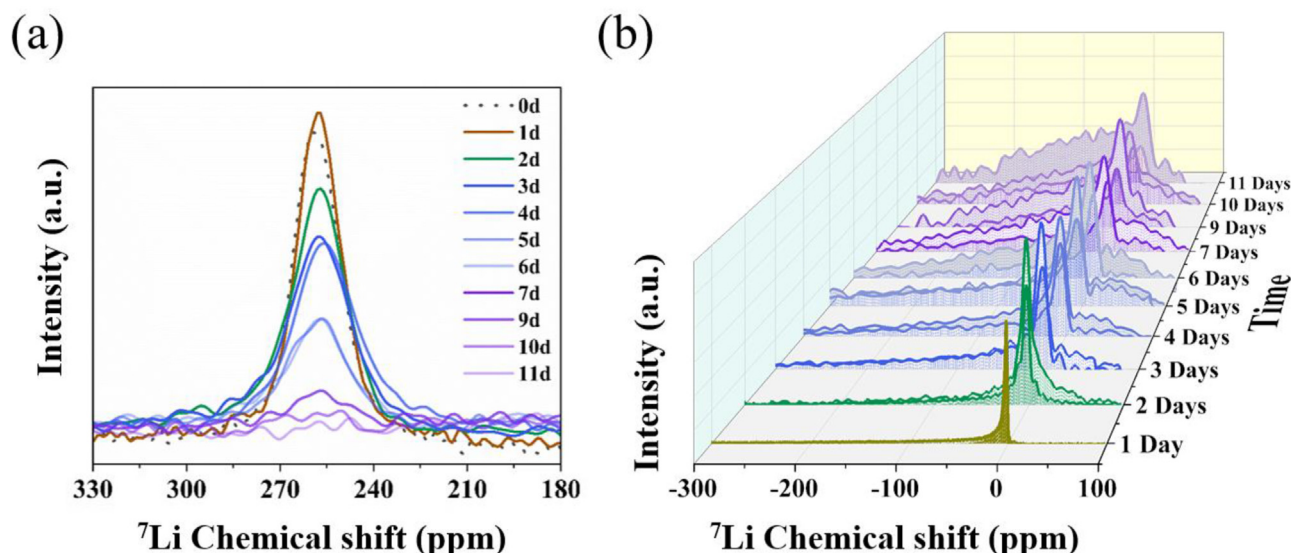 (a)
Intensity (a.u.)
0d
1d
2d
3d
4d
5d
6d
7d
9d
10d
11d
330 300 270 240 210 180
⁷Li Chemical shift (ppm)
(b)
Intensity (a.u.)
11 Days
10 Days
9 Days
7 Days
6 Days
5 Days
4 Days
3 Days
2 Days
1 Day
Time
-300 -200 -100 0 100
⁷Li Chemical shift (ppm)